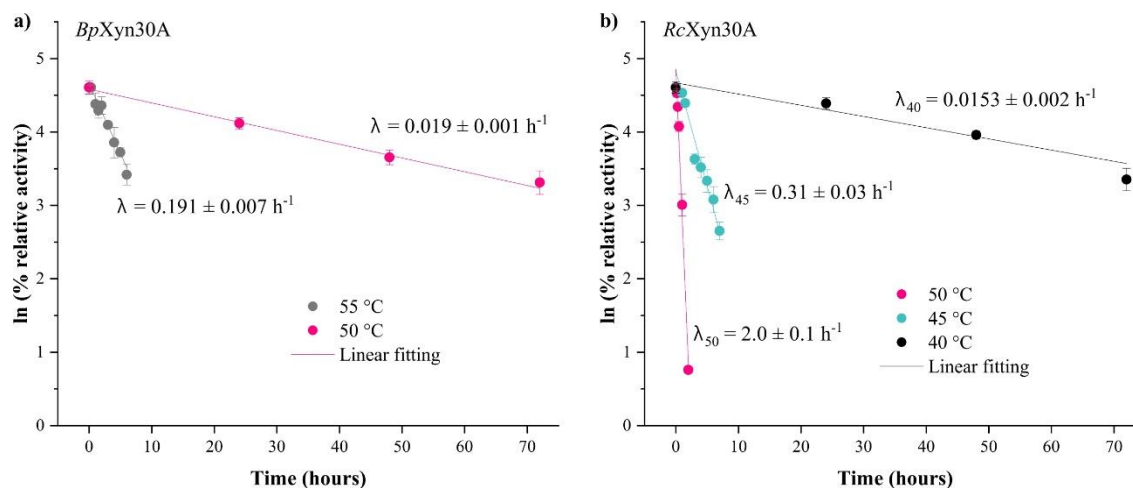 a)
BpXyn30A
ln (% relative activity)
5
4
3
2
1
0
λ = 0.019 ± 0.001 h⁻¹
λ = 0.191 ± 0.007 h⁻¹
55 °C
50 °C
Linear fitting
0 10 20 30 40 50 60 70
Time (hours)
b)
RcXyn30A
ln (% relative activity)
5
4
3
2
1
0
λ₄₀ = 0.0153 ± 0.002 h⁻¹
λ₄₅ = 0.31 ± 0.03 h⁻¹
50 °C
45 °C
λ₅₀ = 2.0 ± 0.1 h⁻¹
40 °C
Linear fitting
0 10 20 30 40 50 60 70
Time (hours)